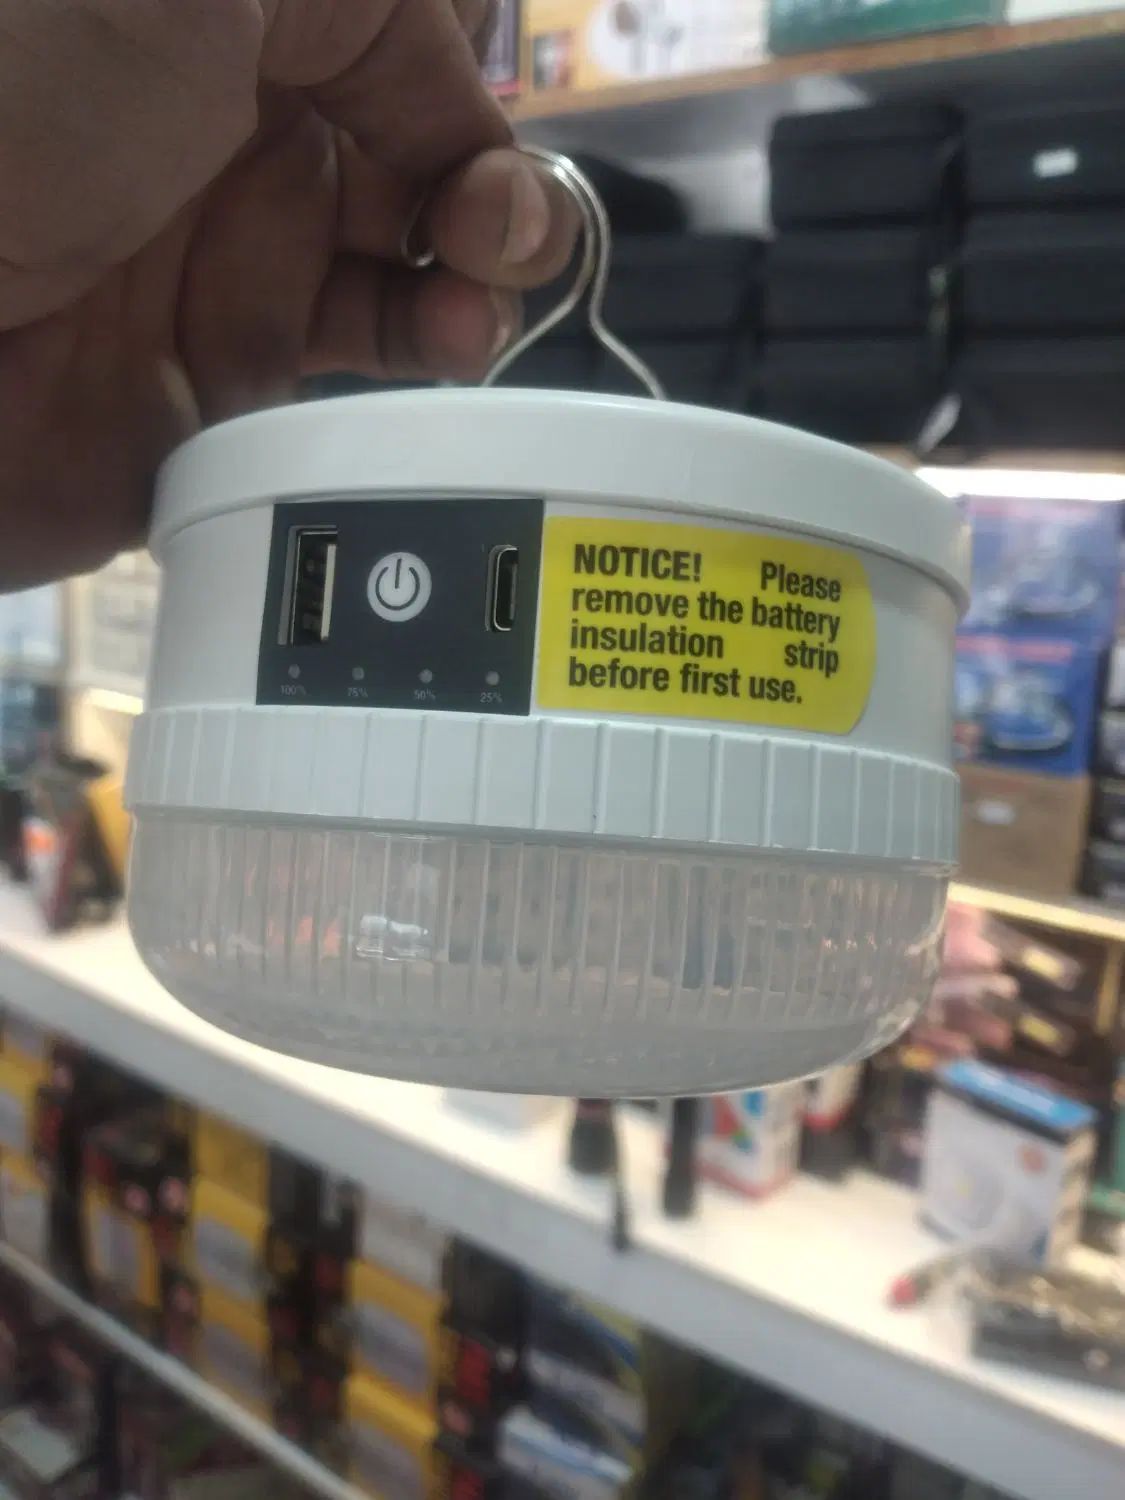 NOTICE! Please
remove the battery
insulation strip
before first use.
100% 75% 50% 25%